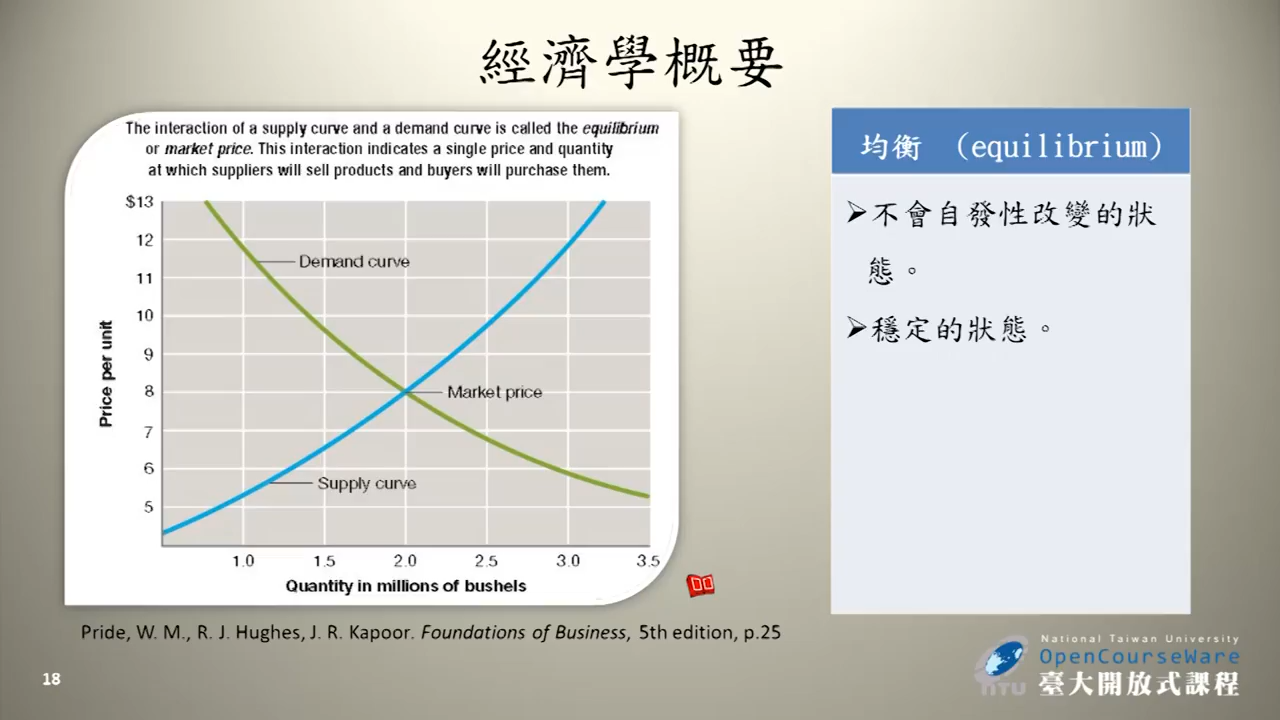 經濟學概要
The interaction of a supply curve and a demand curve is called the equilibrium
or market price. This interaction indicates a single price and quantity
at which suppliers will sell products and buyers will purchase them.
$13
12
11
10
9
8
7
6
5
Price per unit
Demand curve
Market price
Supply curve
1.0
1.5
2.0
2.5
3.0
3.5
Quantity in millions of bushels
均衡 （equilibrium）
➢不會自發性改變的狀
態。
➢穩定的狀態。
Pride, W. M., R. J. Hughes, J. R. Kapoor. Foundations of Business, 5th edition, p.25
18
NTU
National Taiwan University
OpenCourseWare
臺大開放式課程